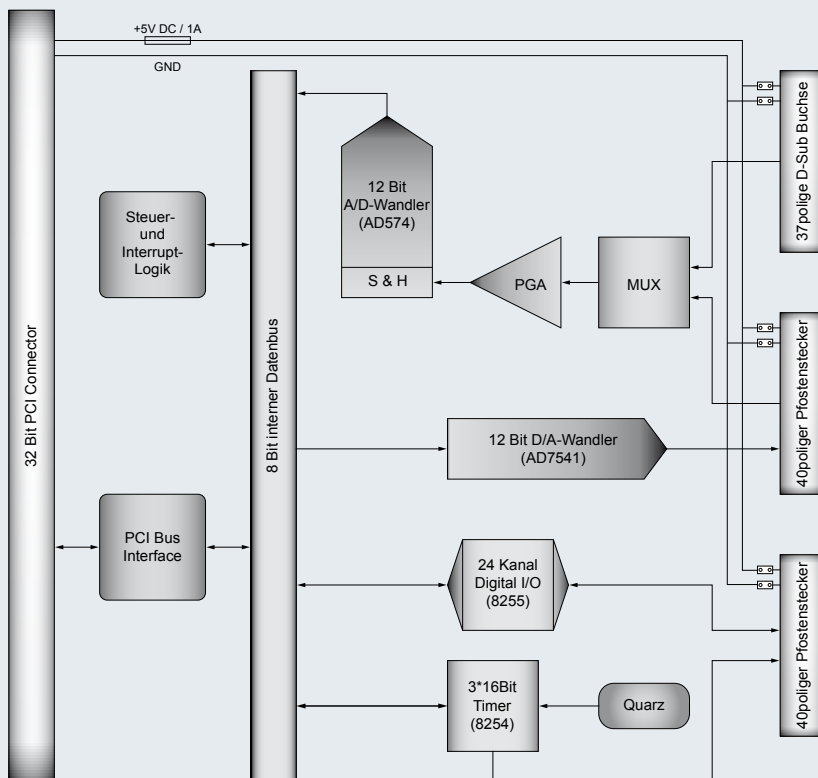 +5V DC / 1A
GND
32 Bit PCI Connector
8 Bit interner Datenbus
Steuer-
und
Interrupt-
Logik
PCI Bus
Interface
12 Bit
A/D-Wandler
(AD574)
S & H
PGA
MUX
37polige D-Sub Buchse
12 Bit D/A-Wandler
(AD7541)
40poliger Pfostenstecker
24 Kanal
Digital I/O
(8255)
3*16Bit
Timer
(8254)
Quarz
40poliger Pfostenstecker